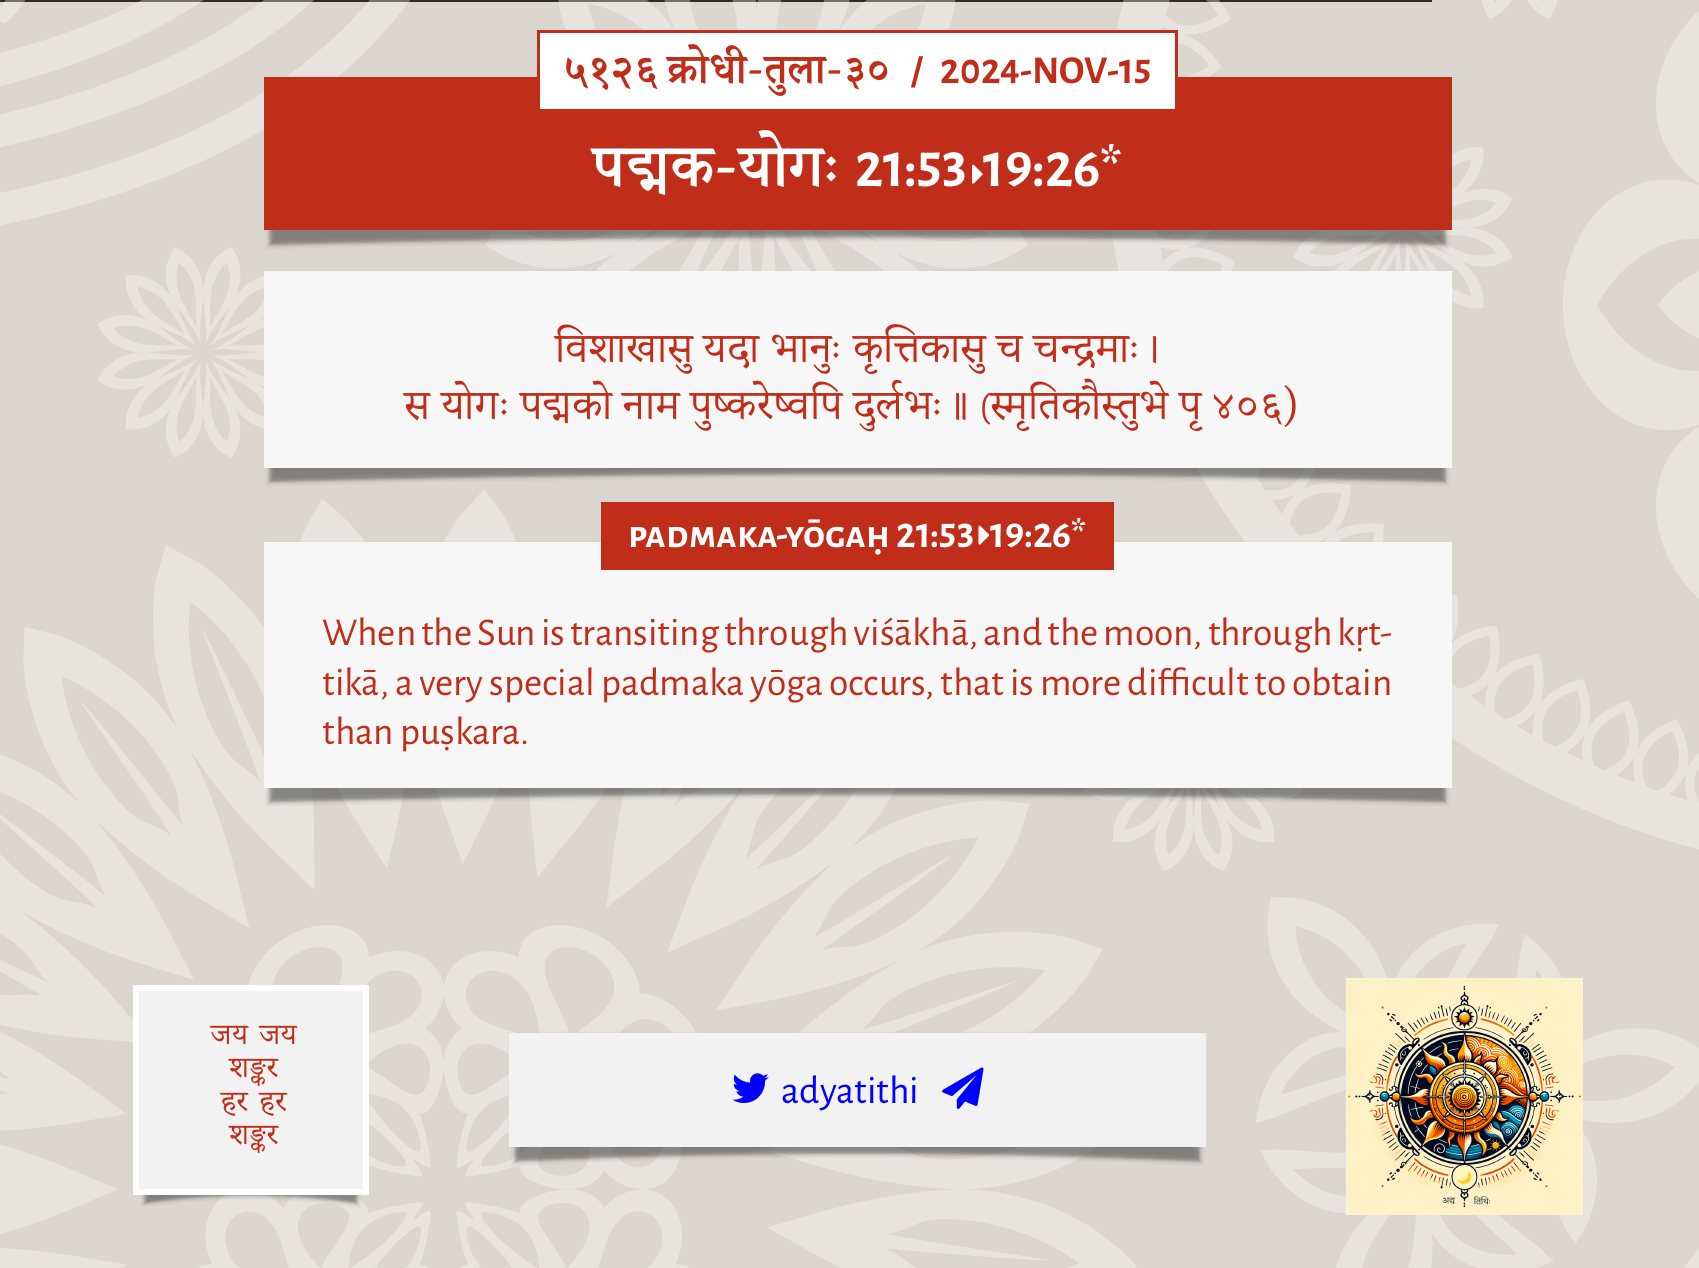 ५१२६ क्रोधी-तुला-३० / 2024-NOV-15
पद्मक-योगः 21:53▸19:26*
विशाखासु यदा भानुः कृत्तिकासु च चन्द्रमाः ।
स योगः पद्मको नाम पुष्करेष्वपि दुर्लभः ॥ (स्मृतिकौस्तुभे पृ ४०६)
PADMAKA-YŌGAḤ 21:53▸19:26*
When the Sun is transiting through viśākhā, and the moon, through kṛt-
tikā, a very special padmaka yōga occurs, that is more difficult to obtain
than puṣkara.
जय जय
शङ्कर
हर हर
शङ्कर
adyatithi
अद्य तिथिः